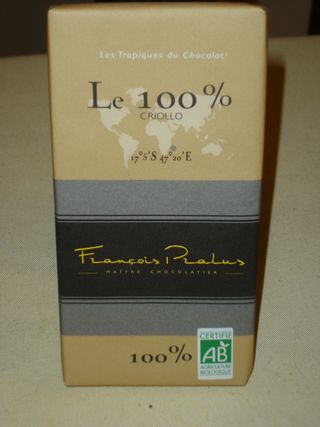 Les Tropiques du Chocolat*
Le 100%
CRIOLLO
17°5'S 47°20'E
François Pralus
MAÎTRE CHOCOLATIER
100%
CERTIFIÉ
AB
AGRICULTURE
BIOLOGIQUE